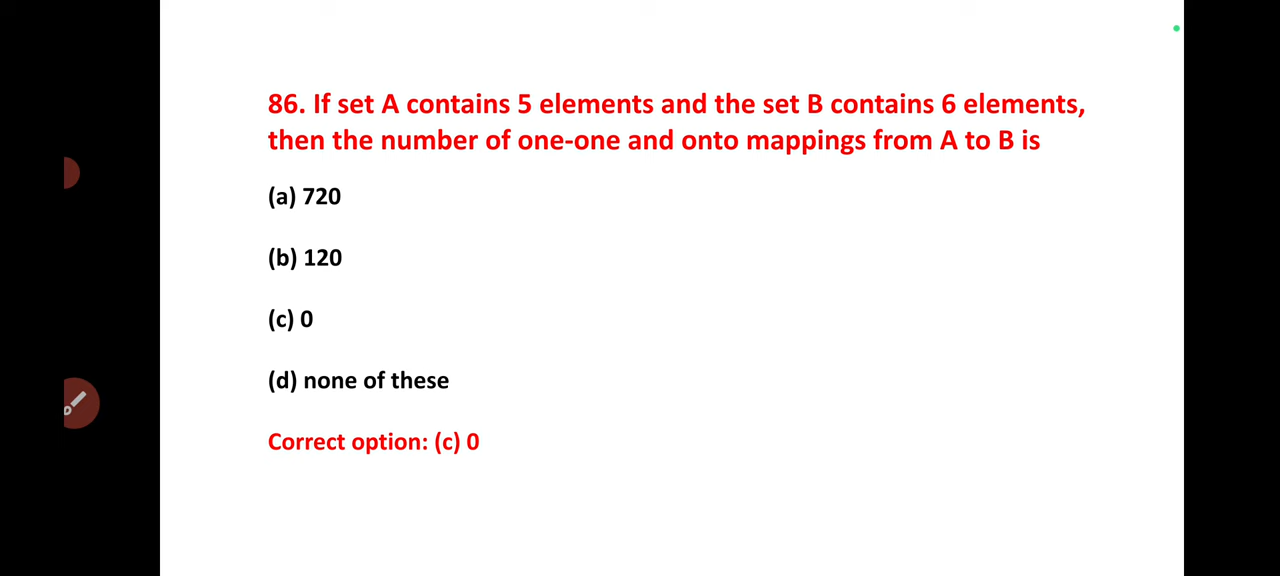 86. If set A contains 5 elements and the set B contains 6 elements,
then the number of one-one and onto mappings from A to B is
(a) 720
(b) 120
(c) 0
(d) none of these
Correct option: (c) 0